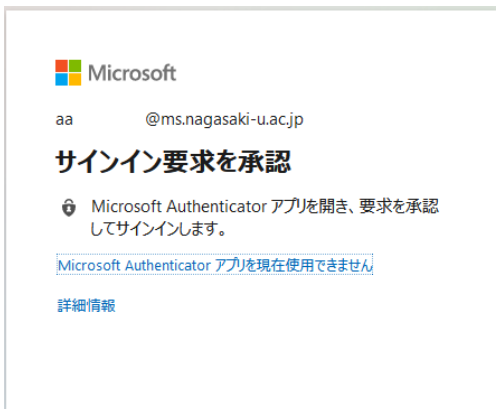 Microsoft
aa @ms.nagasaki-u.ac.jp
サインイン要求を承認
Microsoft Authenticator アプリを開き、要求を承認
してサインインします。
Microsoft Authenticator アプリを現在使用できません
詳細情報